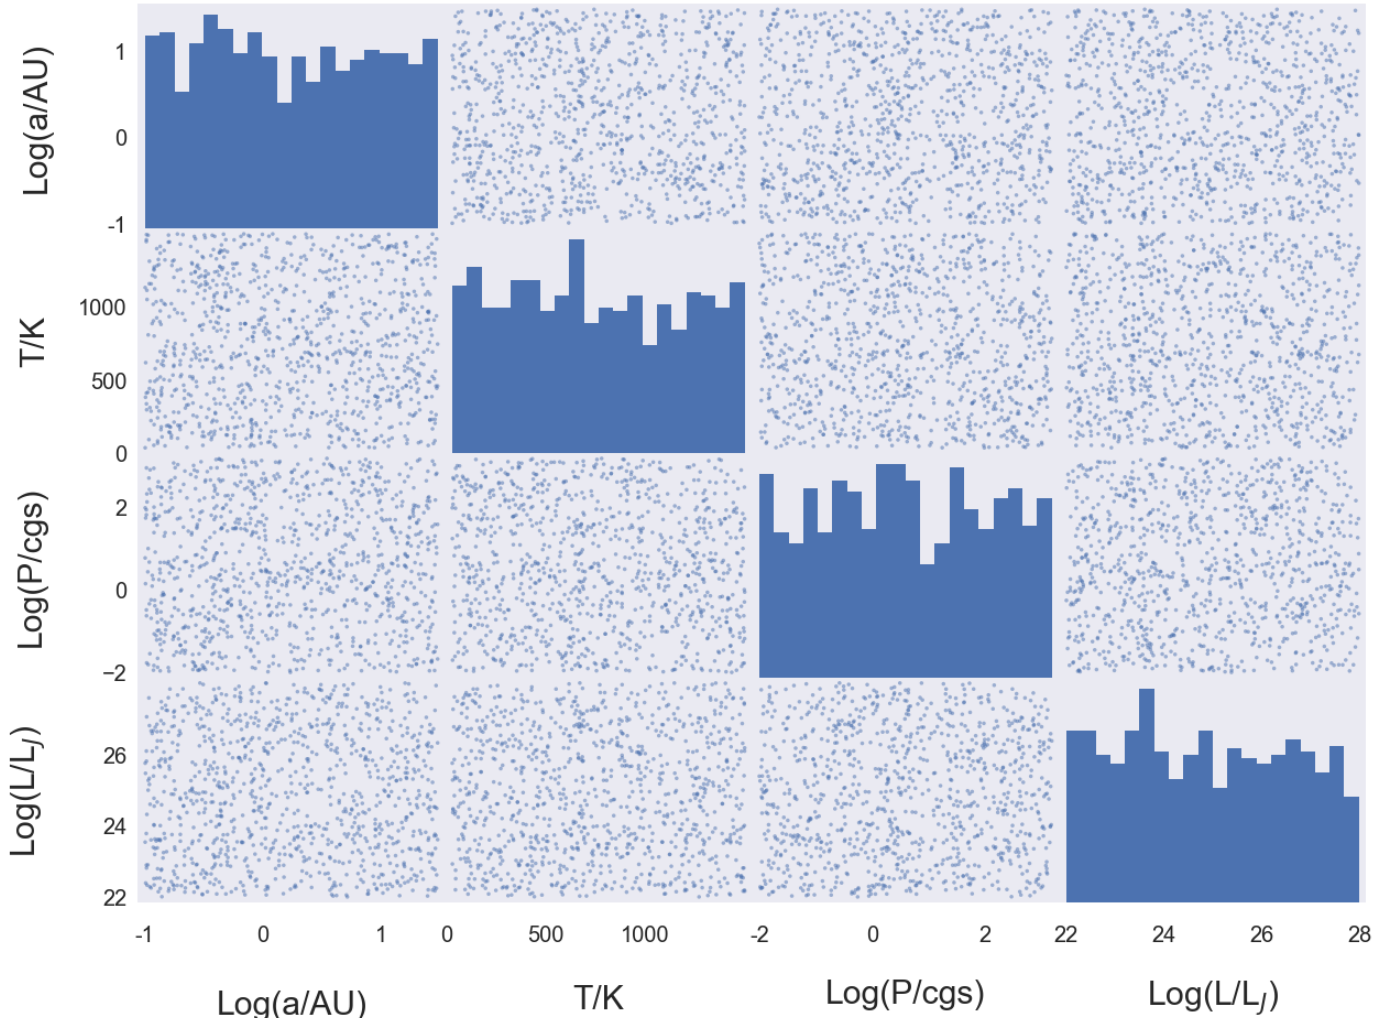 Log(a/AU)
1
0
-1
T/K
1000
500
0
Log(P/cgs)
2
0
−2
Log(L/L_J)
26
24
22
-1 0 1 0 500 1000 -2 0 2 22 24 26 28
Log(a/AU) T/K Log(P/cgs) Log(L/L_J)